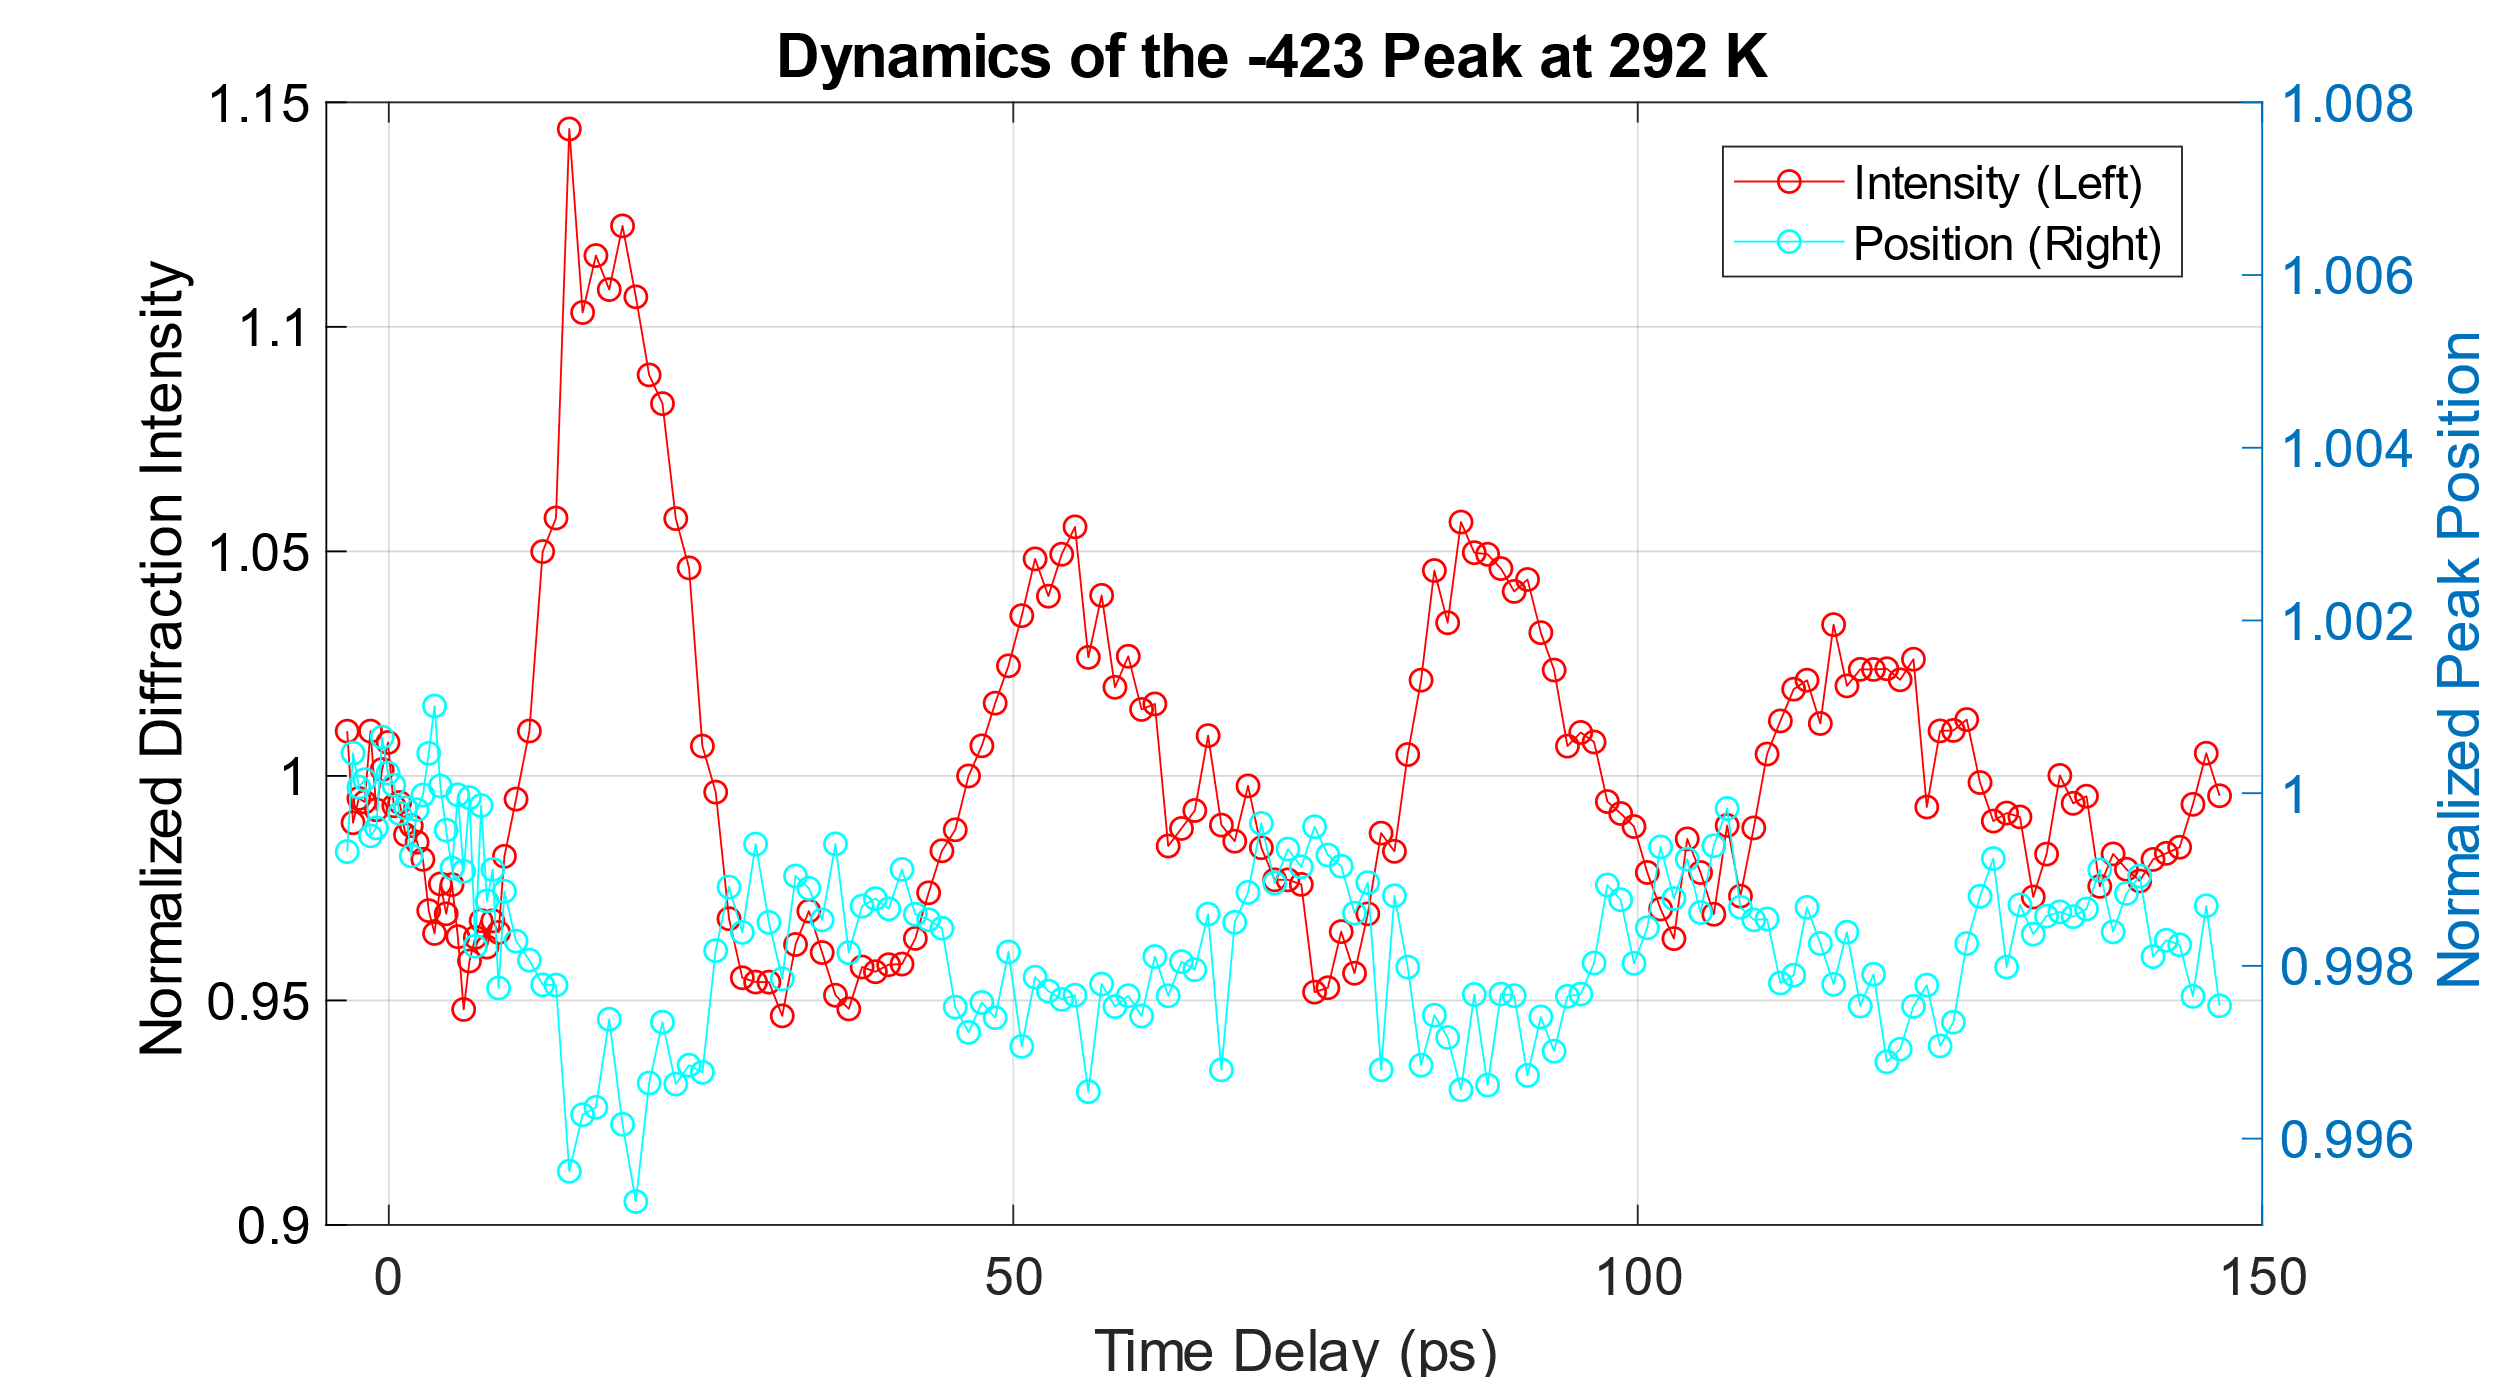 Dynamics of the -423 Peak at 292 K
Normalized Diffraction Intensity
1.15
1.1
1.05
1
0.95
0.9
Intensity (Left)
Position (Right)
1.008
1.006
1.004
1.002
1
0.998
0.996
Normalized Peak Position
0
50
100
150
Time Delay (ps)